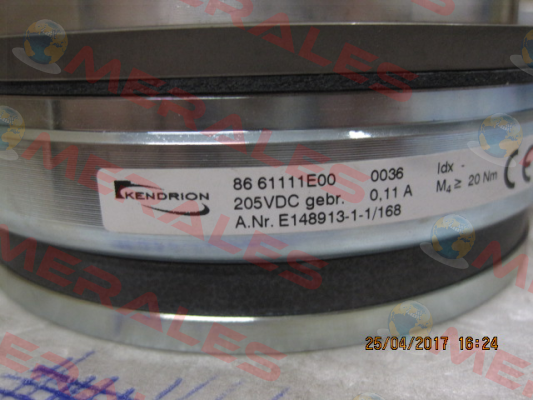 MERALES
KENDRION
86 61111E00 0036
205VDC gebr. 0,11 A
A.Nr. E148913-1-1/168
Idx -
M₄ ≥ 20 Nm
CE
25/04/2017 16:24